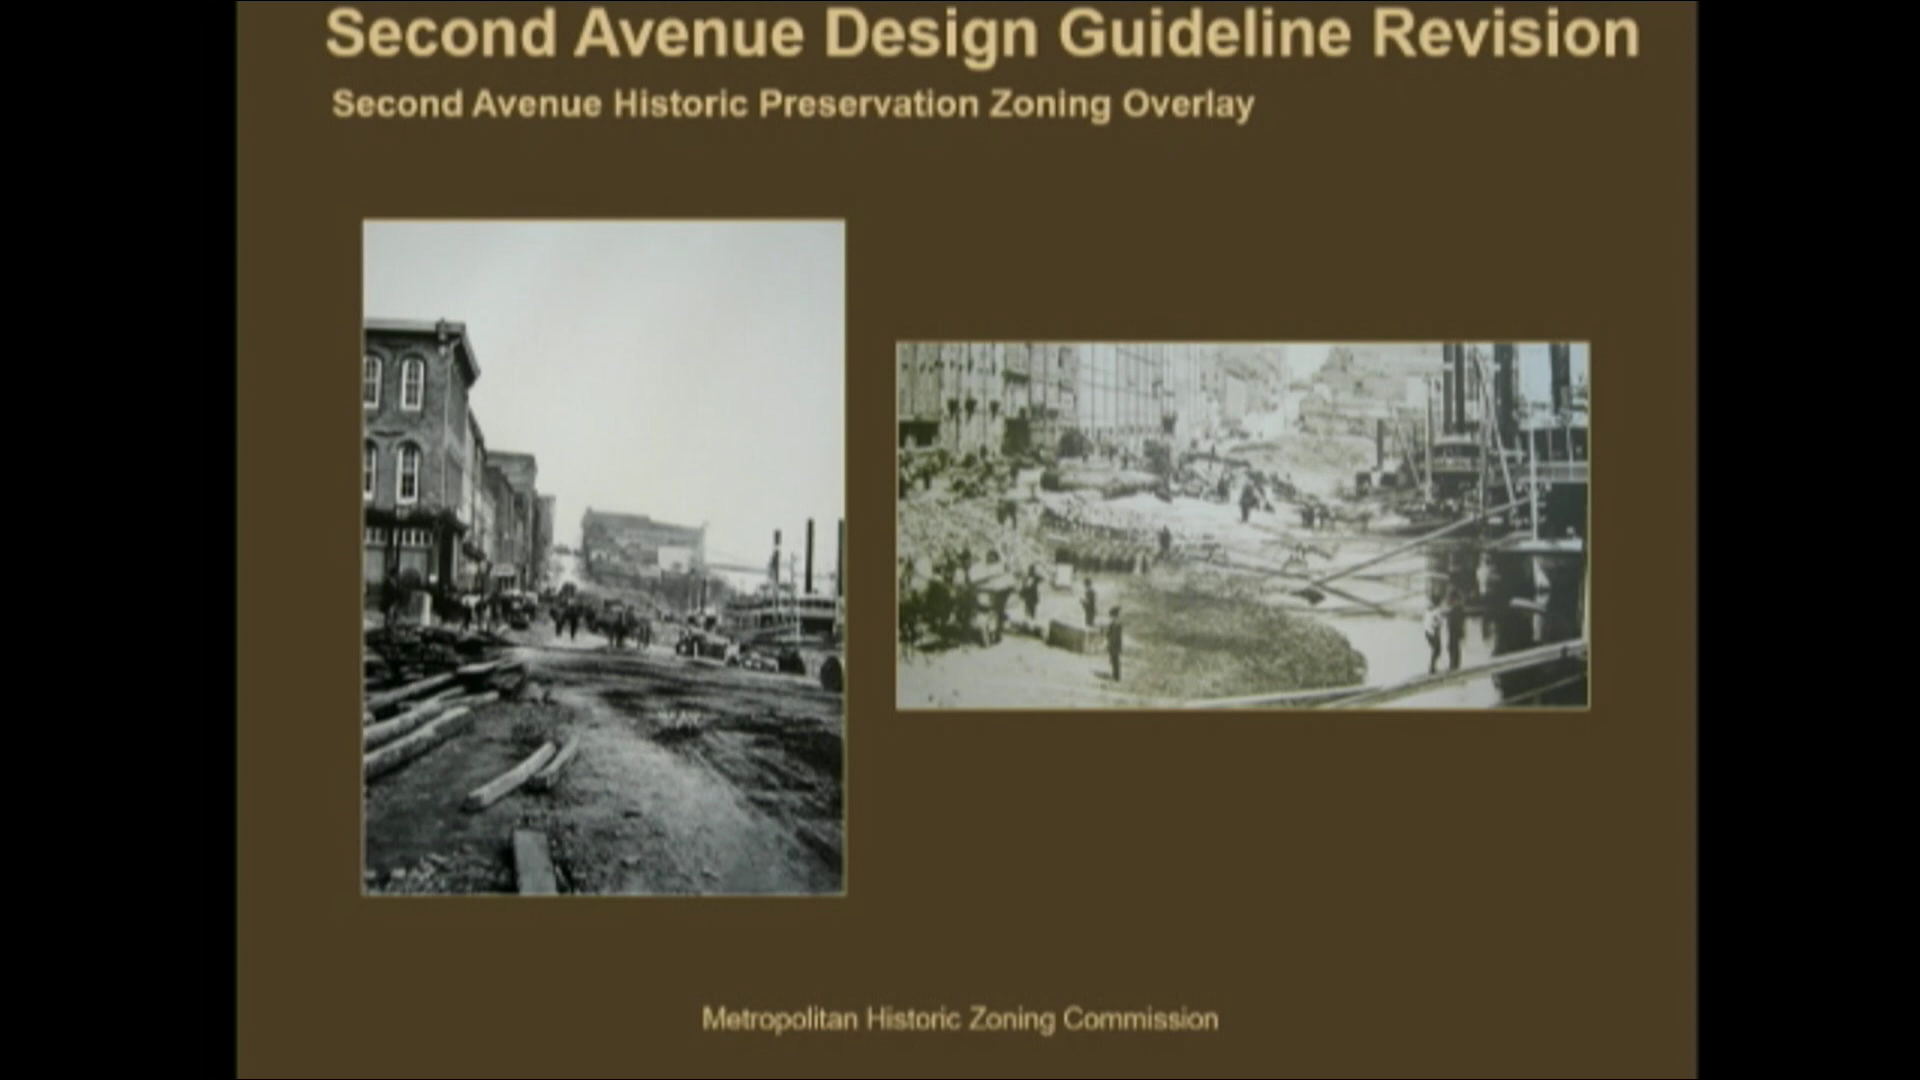 Second Avenue Design Guideline Revision
Second Avenue Historic Preservation Zoning Overlay
Metropolitan Historic Zoning Commission